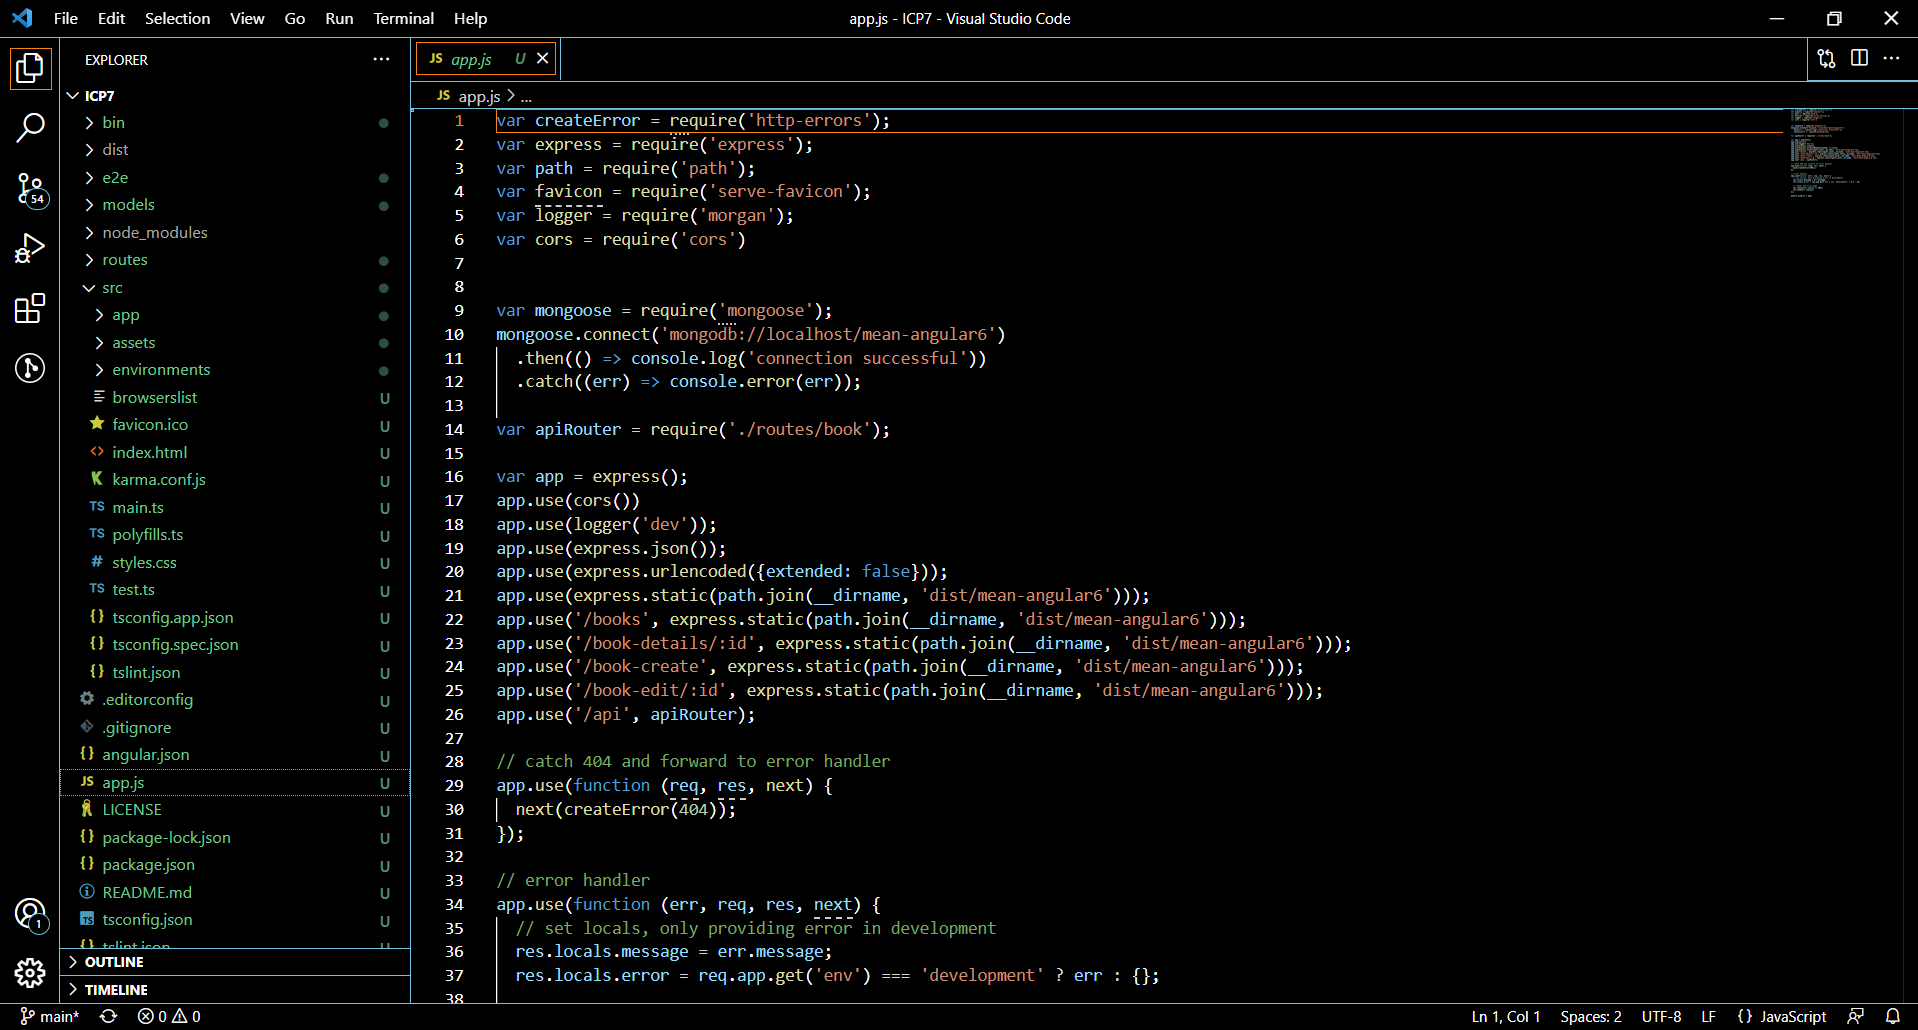 File Edit Selection View Go Run Terminal Help
app.js - ICP7 - Visual Studio Code
EXPLORER
ICP7
bin
dist
e2e
models
node_modules
routes
src
app
assets
environments
browserslist U
favicon.ico U
index.html U
karma.conf.js U
TS main.ts U
TS polyfills.ts U
# styles.css U
TS test.ts U
{} tsconfig.app.json U
{} tsconfig.spec.json U
{} tslint.json U
.editorconfig U
.gitignore U
{} angular.json U
JS app.js U
LICENSE U
{} package-lock.json U
{} package.json U
README.md U
TS tsconfig.json U
{} tslint.json U
OUTLINE
TIMELINE
54
1
JS app.js U
JS app.js > ...
1 var createError = require('http-errors');
2 var express = require('express');
3 var path = require('path');
4 var favicon = require('serve-favicon');
5 var logger = require('morgan');
6 var cors = require('cors')
7
8
9 var mongoose = require('mongoose');
10 mongoose.connect('mongodb://localhost/mean-angular6')
11 .then(() => console.log('connection successful'))
12 .catch((err) => console.error(err));
13
14 var apiRouter = require('./routes/book');
15
16 var app = express();
17 app.use(cors())
18 app.use(logger('dev'));
19 app.use(express.json());
20 app.use(express.urlencoded({extended: false}));
21 app.use(express.static(path.join(__dirname, 'dist/mean-angular6')));
22 app.use('/books', express.static(path.join(__dirname, 'dist/mean-angular6')));
23 app.use('/book-details/:id', express.static(path.join(__dirname, 'dist/mean-angular6')));
24 app.use('/book-create', express.static(path.join(__dirname, 'dist/mean-angular6')));
25 app.use('/book-edit/:id', express.static(path.join(__dirname, 'dist/mean-angular6')));
26 app.use('/api', apiRouter);
27
28 // catch 404 and forward to error handler
29 app.use(function (req, res, next) {
30 next(createError(404));
31 });
32
33 // error handler
34 app.use(function (err, req, res, next) {
35 // set locals, only providing error in development
36 res.locals.message = err.message;
37 res.locals.error = req.app.get('env') === 'development' ? err : {};
38
main* 0 0
Ln 1, Col 1 Spaces: 2 UTF-8 LF {} JavaScript